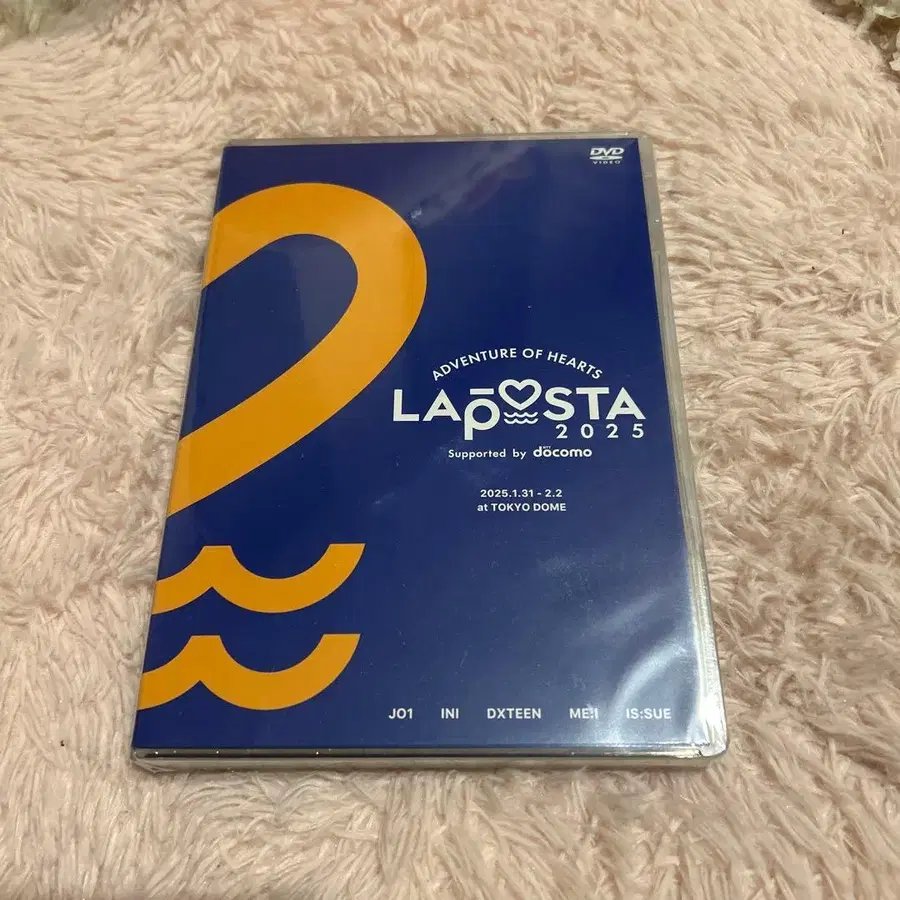 DVD
VIDEO
ADVENTURE OF HEARTS
LAPOSTA
2025
Supported by döcomo
2025.1.31 - 2.2
at TOKYO DOME
JO1 INI DXTEEN ME:I IS:SUE